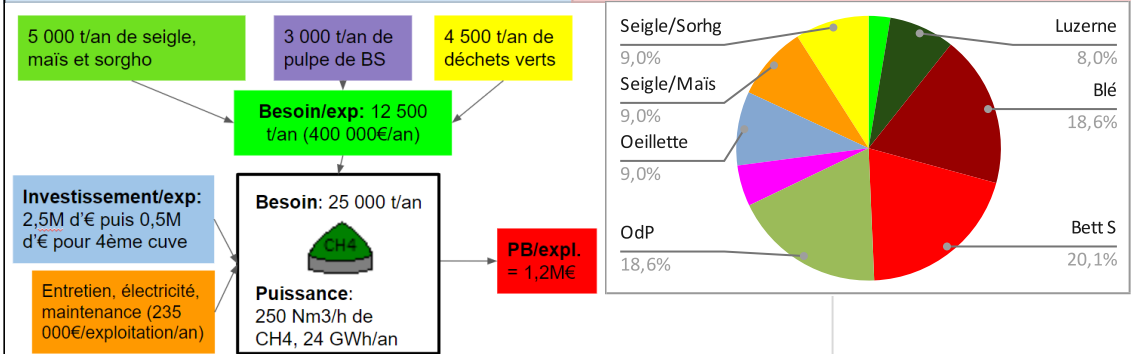 5 000 t/an de seigle,
maïs et sorgho
3 000 t/an de
pulpe de BS
4 500 t/an de
déchets verts
Besoin/exp: 12 500
t/an (400 000€/an)
Investissement/exp:
2,5M d'€ puis 0,5M
d'€ pour 4ème cuve
Entretien, électricité,
maintenance (235
000€/exploitation/an)
Besoin: 25 000 t/an
CH4
Puissance:
250 Nm3/h de
CH4, 24 GWh/an
PB/expl.
= 1,2M€
Seigle/Sorhg
9,0%
Seigle/Maïs
9,0%
Oeillette
9,0%
OdP
18,6%
Luzerne
8,0%
Blé
18,6%
Bett S
20,1%